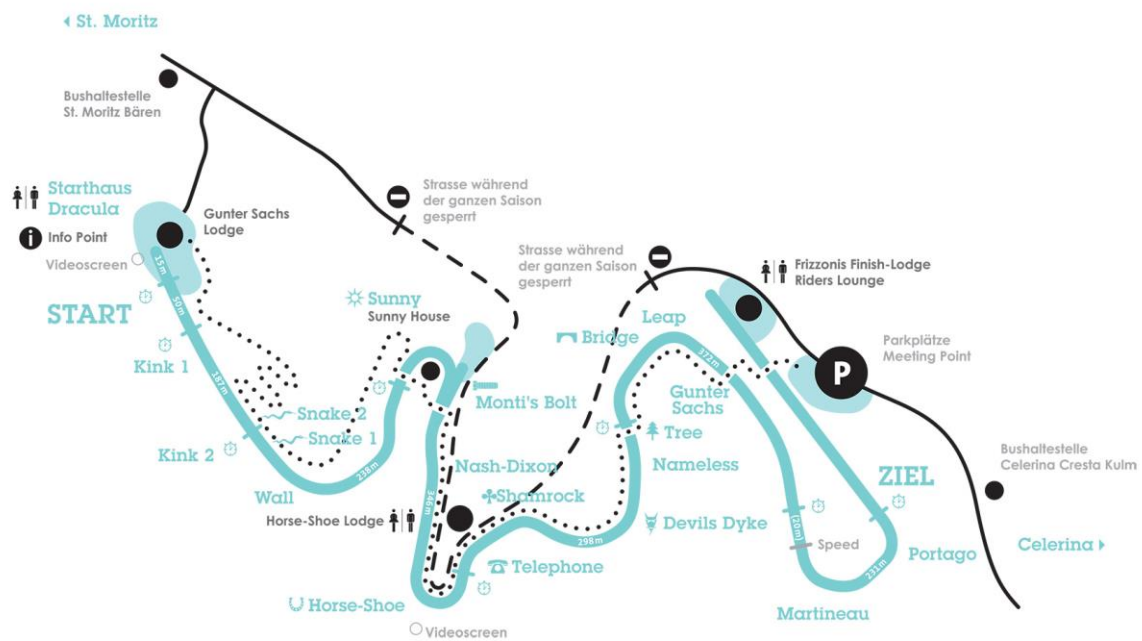 St. Moritz
Bushaltestelle
St. Moritz Bären
Starthaus
Dracula
Gunter Sachs
Lodge
i Info Point
Videoscreen
START
15m
50m
Kink 1
187m
Snake 2
Snake 1
Kink 2
Wall
238m
Strasse während
der ganzen Saison
gesperrt
Sunny
Sunny House
Monti's Bolt
346m
Nash-Dixon
Shamrock
Horse-Shoe Lodge
Telephone
Horse-Shoe
Videoscreen
298m
Strasse während
der ganzen Saison
gesperrt
Leap
Bridge
372m
Gunter
Sachs
Tree
Nameless
Devils Dyke
Frizzonis Finish-Lodge
Riders Lounge
Parkplätze
Meeting Point
P
Bushaltestelle
Celerina Cresta Kulm
ZIEL
(20m)
Speed
231m
Portago
Martineau
Celerina